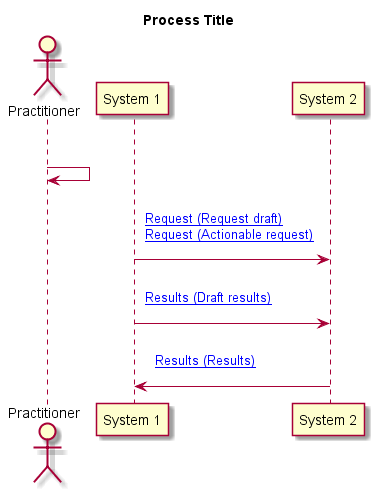 Process Title
Practitioner
System 1
System 2
Request (Request draft)
Request (Actionable request)
Results (Draft results)
Results (Results)
Practitioner
System 1
System 2